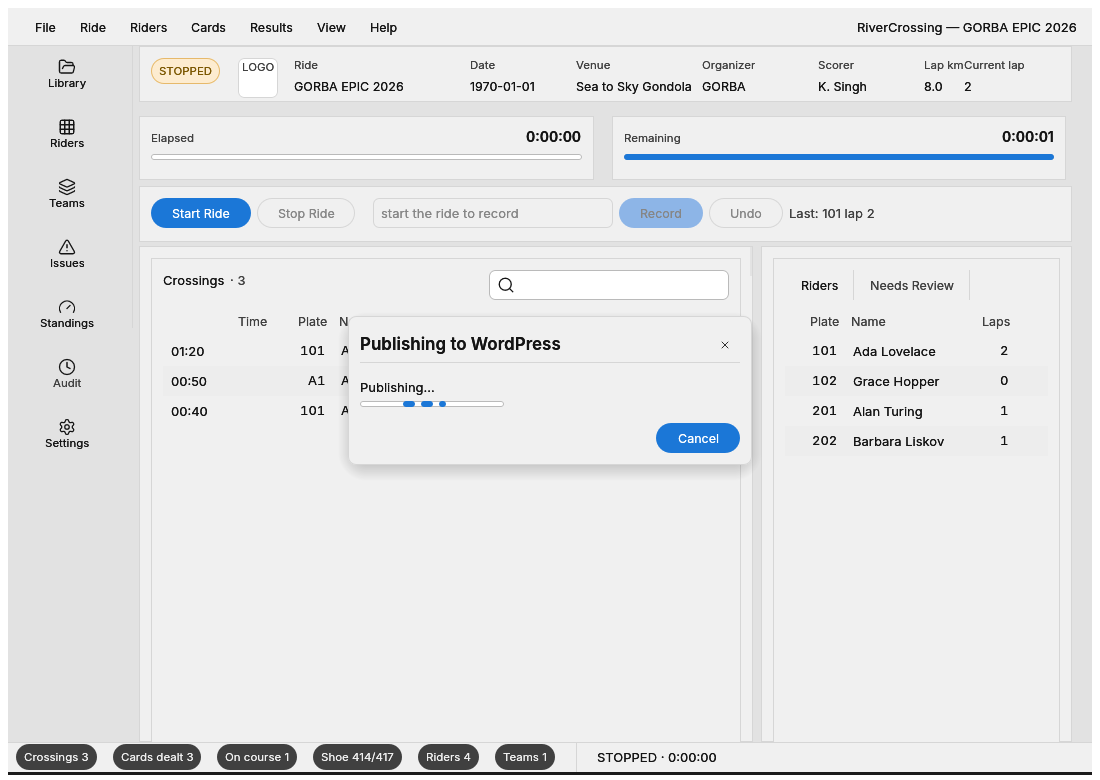 File Ride Riders Cards Results View Help RiverCrossing — GORBA EPIC 2026
Library
Riders
Teams
Issues
Standings
Audit
Settings
STOPPED LOGO
Ride Date Venue Organizer Scorer Lap km Current lap
GORBA EPIC 2026 1970-01-01 Sea to Sky Gondola GORBA K. Singh 8.0 2
Elapsed 0:00:00
Remaining 0:00:01
Start Ride Stop Ride start the ride to record Record Undo Last: 101 lap 2
Crossings · 3
Time Plate N
01:20 101 A
00:50 A1 A
00:40 101 A
Publishing to WordPress
Publishing...
Cancel
Riders Needs Review
Plate Name Laps
101 Ada Lovelace 2
102 Grace Hopper 0
201 Alan Turing 1
202 Barbara Liskov 1
Crossings 3 Cards dealt 3 On course 1 Shoe 414/417 Riders 4 Teams 1 STOPPED · 0:00:00